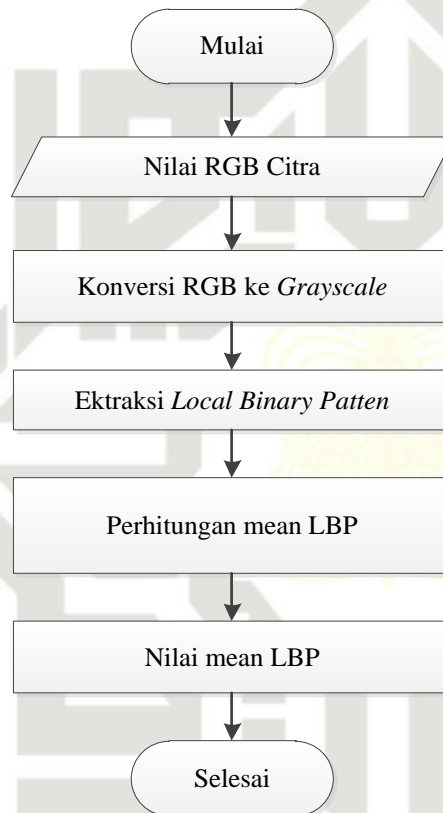 Mulai
Nilai RGB Citra
Konversi RGB ke Grayscale
Ektraksi Local Binary Patten
Perhitungan mean LBP
Nilai mean LBP
Selesai